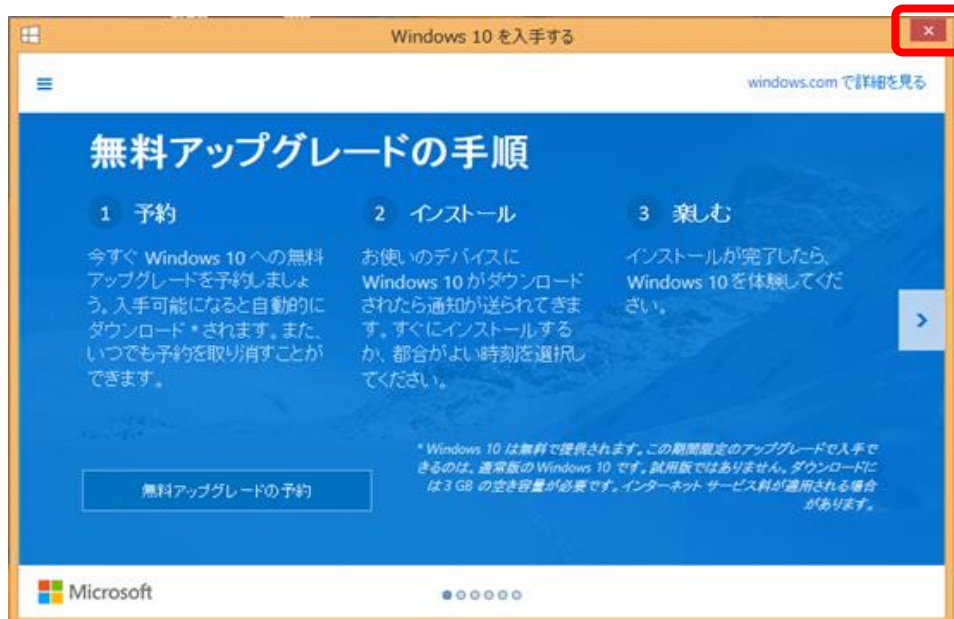 Windows 10 を入手する
windows.com で詳細を見る
無料アップグレードの手順
1 予約
今すぐ Windows 10 への無料
アップグレードを予約しましょ
う。入手可能になると自動的に
ダウンロード * されます。また、
いつでも予約を取り消すことが
できます。
2 インストール
お使いのデバイスに
Windows 10 がダウンロード
されたら通知が送られてきま
す。すぐにインストールする
か、都合がよい時刻を選択し
てください。
3 楽しむ
インストールが完了したら、
Windows 10 を体験してくだ
さい。
* Windows 10 は無料で提供されます。この期間限定のアップグレードで入手で
きるのは、通常版の Windows 10 です。試用版ではありません。ダウンロードに
は 3 GB の空き容量が必要です。インターネット サービス料が適用される場合
があります。
無料アップグレードの予約
Microsoft